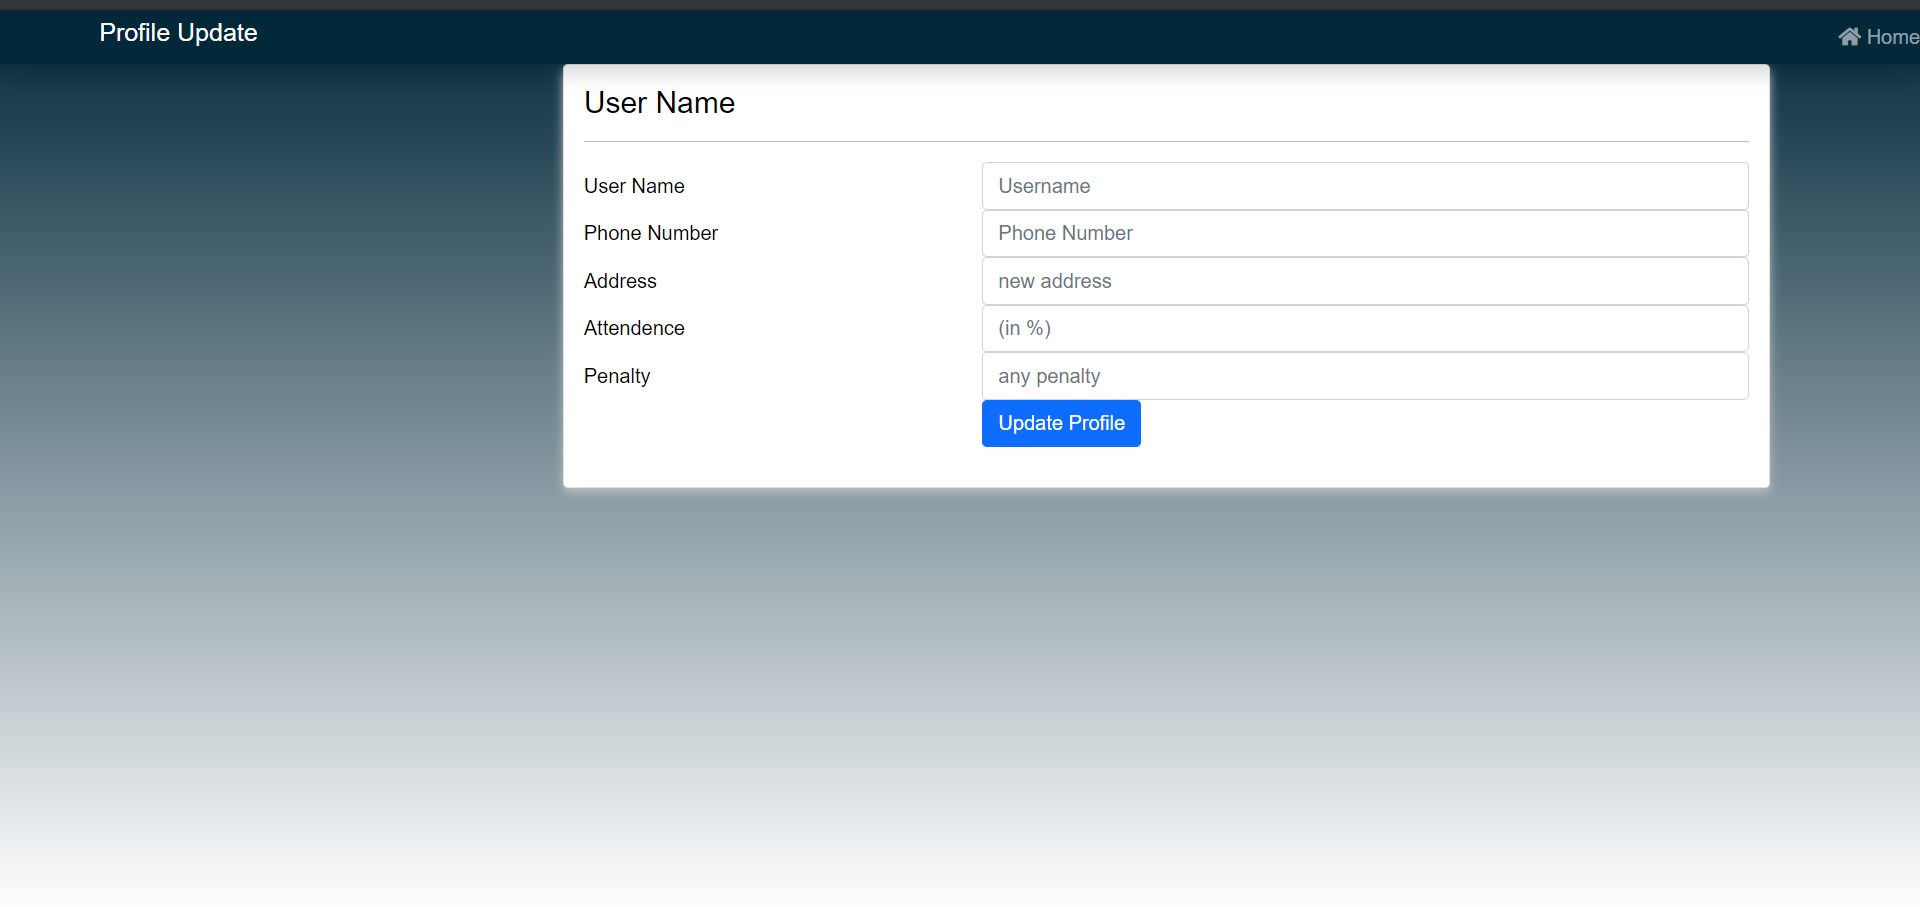 Profile Update
Home
User Name
User Name
Username
Phone Number
Phone Number
Address
new address
Attendence
(in %)
Penalty
any penalty
Update Profile